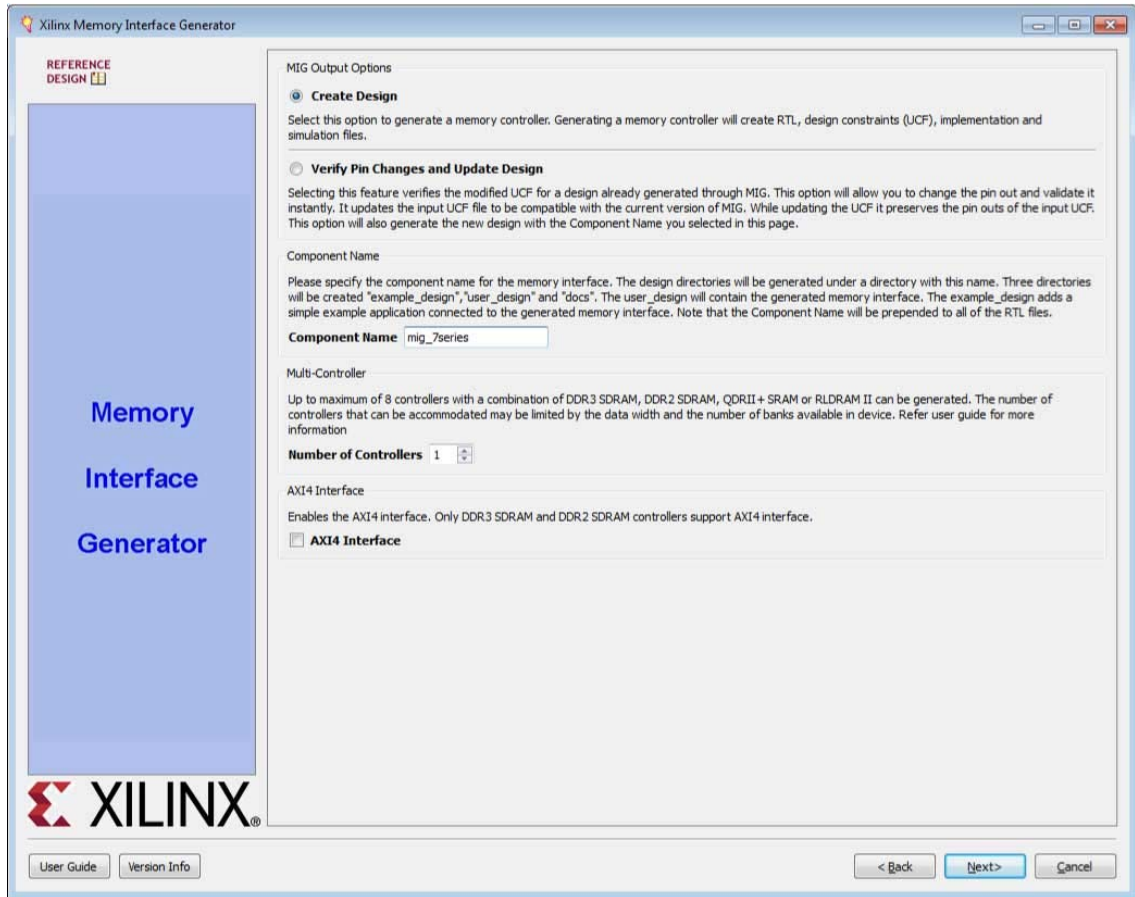 Xilinx Memory Interface Generator
REFERENCE
DESIGN
MIG Output Options
Create Design
Select this option to generate a memory controller. Generating a memory controller will create RTL, design constraints (UCF), implementation and
simulation files.
Verify Pin Changes and Update Design
Selecting this feature verifies the modified UCF for a design already generated through MIG. This option will allow you to change the pin out and validate it
instantly. It updates the input UCF file to be compatible with the current version of MIG. While updating the UCF it preserves the pin outs of the input UCF.
This option will also generate the new design with the Component Name you selected in this page.
Component Name
Please specify the component name for the memory interface. The design directories will be generated under a directory with this name. Three directories
will be created "example_design","user_design" and "docs". The user_design will contain the generated memory interface. The example_design adds a
simple example application connected to the generated memory interface. Note that the Component Name will be prepended to all of the RTL files.
Component Name mig_7series
Multi-Controller
Up to maximum of 8 controllers with a combination of DDR3 SDRAM, DDR2 SDRAM, QDRII+ SRAM or RLDRAM II can be generated. The number of
controllers that can be accommodated may be limited by the data width and the number of banks available in device. Refer user guide for more
information
Number of Controllers 1
AXI4 Interface
Enables the AXI4 interface. Only DDR3 SDRAM and DDR2 SDRAM controllers support AXI4 interface.
AXI4 Interface
Memory
Interface
Generator
XILINX®
User Guide Version Info < Back Next> Cancel